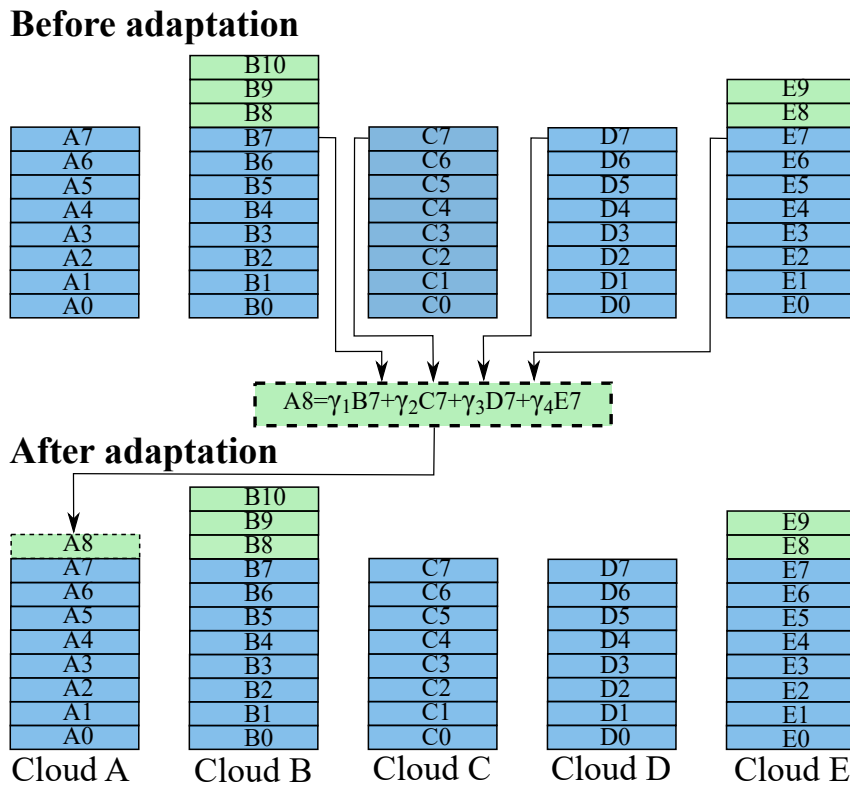 Before adaptation
B10
B9 E9
B8 E8
A7 B7 C7 D7 E7
A6 B6 C6 D6 E6
A5 B5 C5 D5 E5
A4 B4 C4 D4 E4
A3 B3 C3 D3 E3
A2 B2 C2 D2 E2
A1 B1 C1 D1 E1
A0 B0 C0 D0 E0
A8=γ₁B7+γ₂C7+γ₃D7+γ₄E7
After adaptation
B10
B9 E9
A8 B8 E8
A7 B7 C7 D7 E7
A6 B6 C6 D6 E6
A5 B5 C5 D5 E5
A4 B4 C4 D4 E4
A3 B3 C3 D3 E3
A2 B2 C2 D2 E2
A1 B1 C1 D1 E1
A0 B0 C0 D0 E0
Cloud A Cloud B Cloud C Cloud D Cloud E